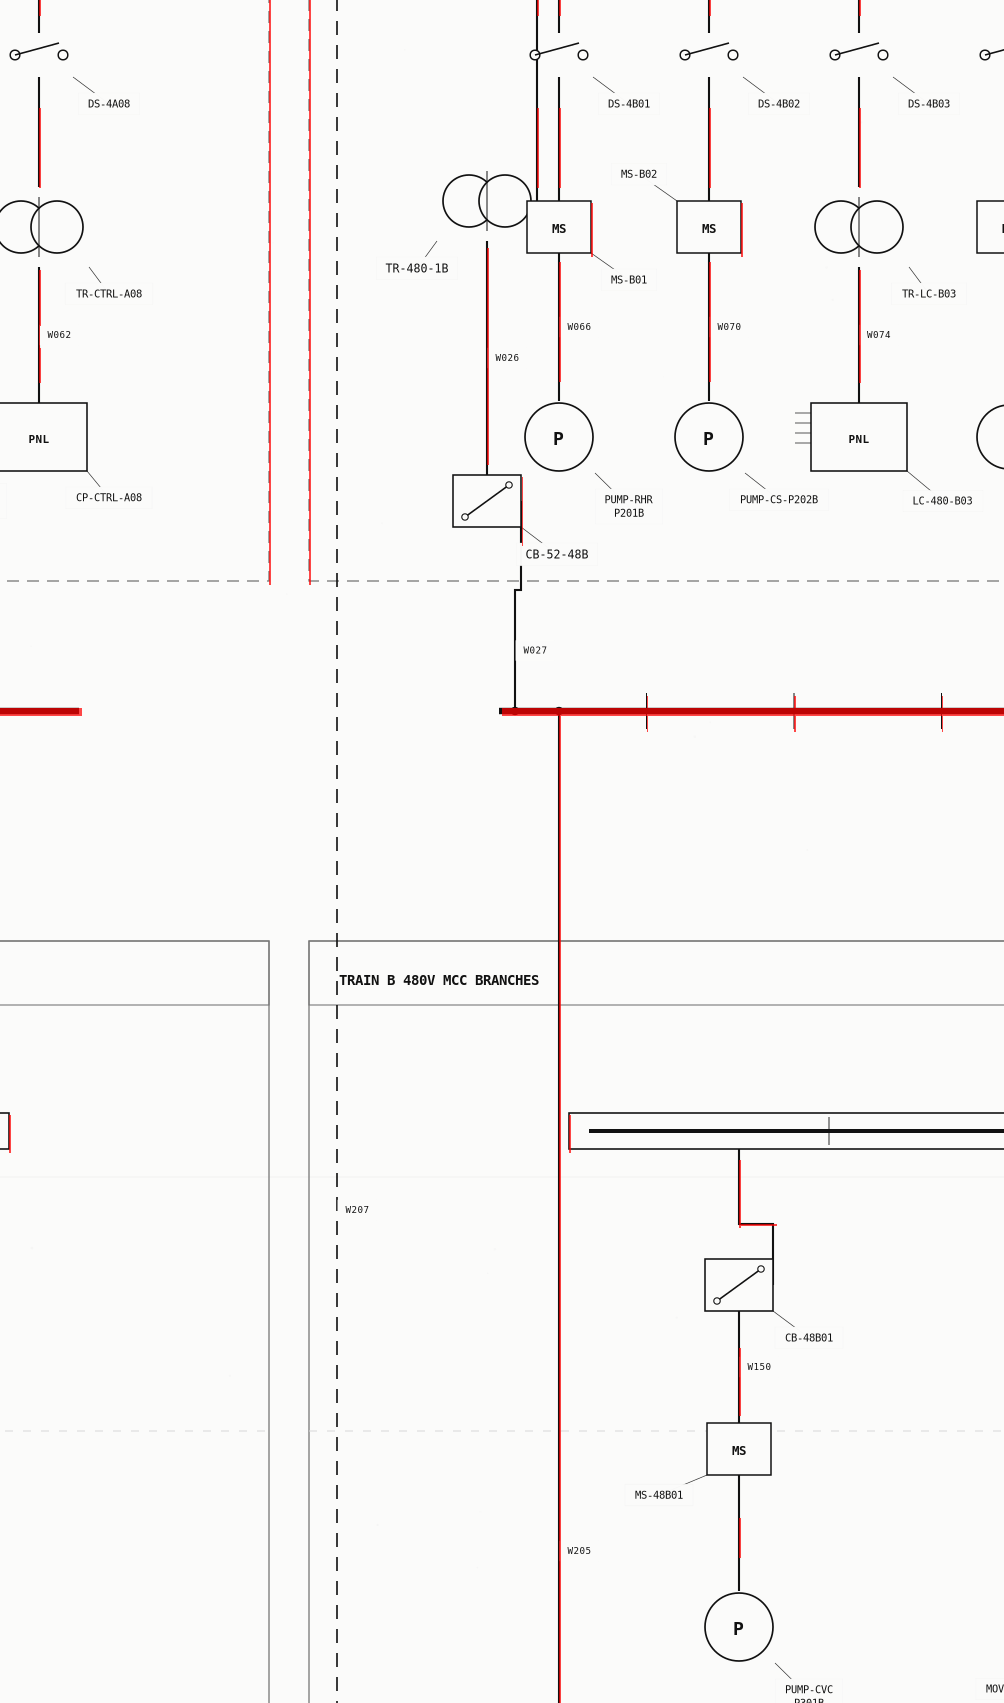 DS-4A08
DS-4B01
DS-4B02
DS-4B03
MS-B02
MS
MS
TR-480-1B
MS-B01
TR-CTRL-A08
TR-LC-B03
W062
W066
W070
W074
W026
PNL
P
P
PNL
CP-CTRL-A08
PUMP-RHR
P201B
PUMP-CS-P202B
LC-480-B03
CB-52-48B
W027
TRAIN B 480V MCC BRANCHES
W207
CB-48B01
W150
MS
MS-48B01
W205
P
PUMP-CVC
P301B
MOV